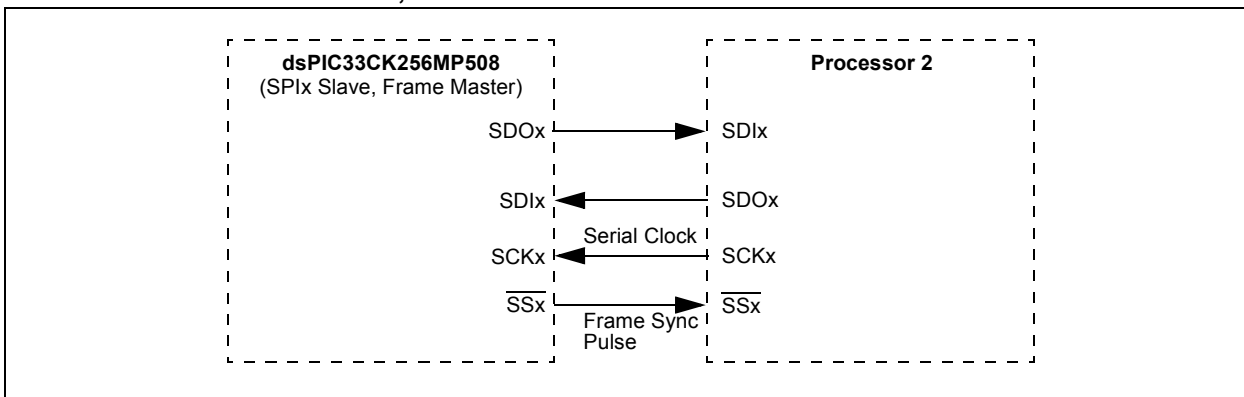 dsPIC33CK256MP508
(SPIx Slave, Frame Master)
Processor 2
SDOx
SDIx
SDIx
SDOx
Serial Clock
SCKx
SCKx
SSx
SSx
Frame Sync
Pulse